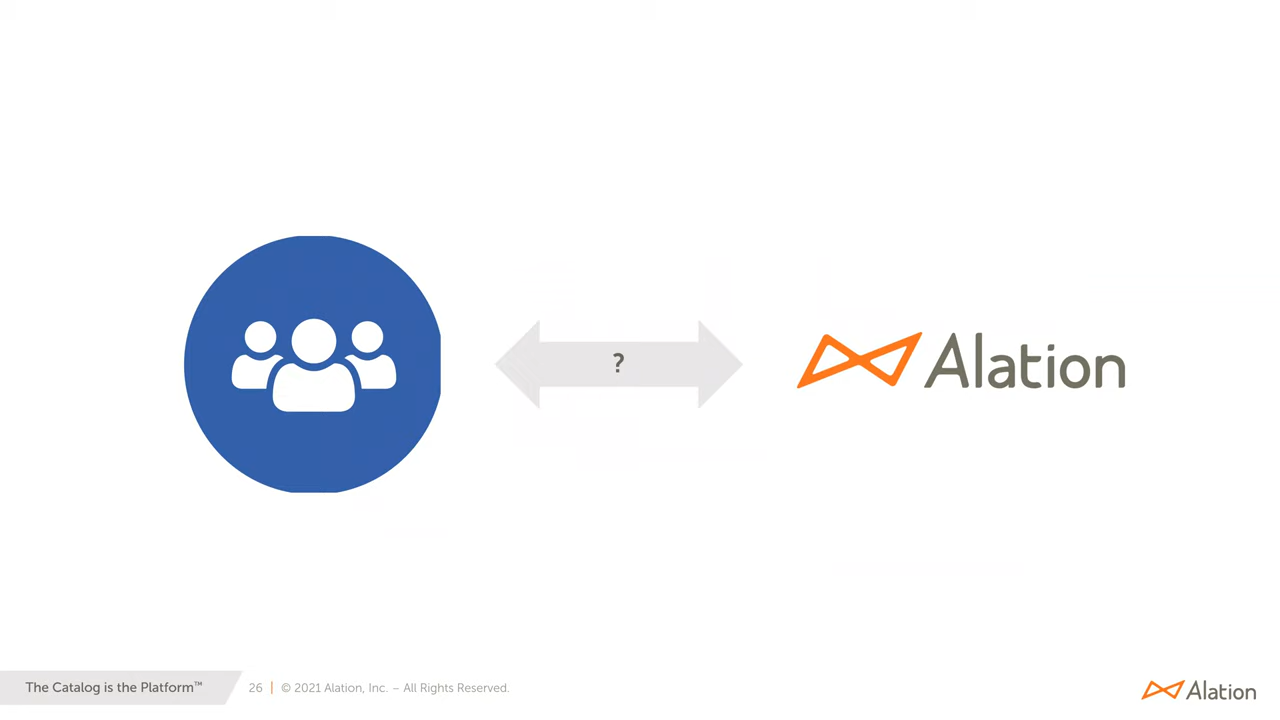 ?
Alation
The Catalog is the Platform™
26 | © 2021 Alation, Inc. – All Rights Reserved.
Alation